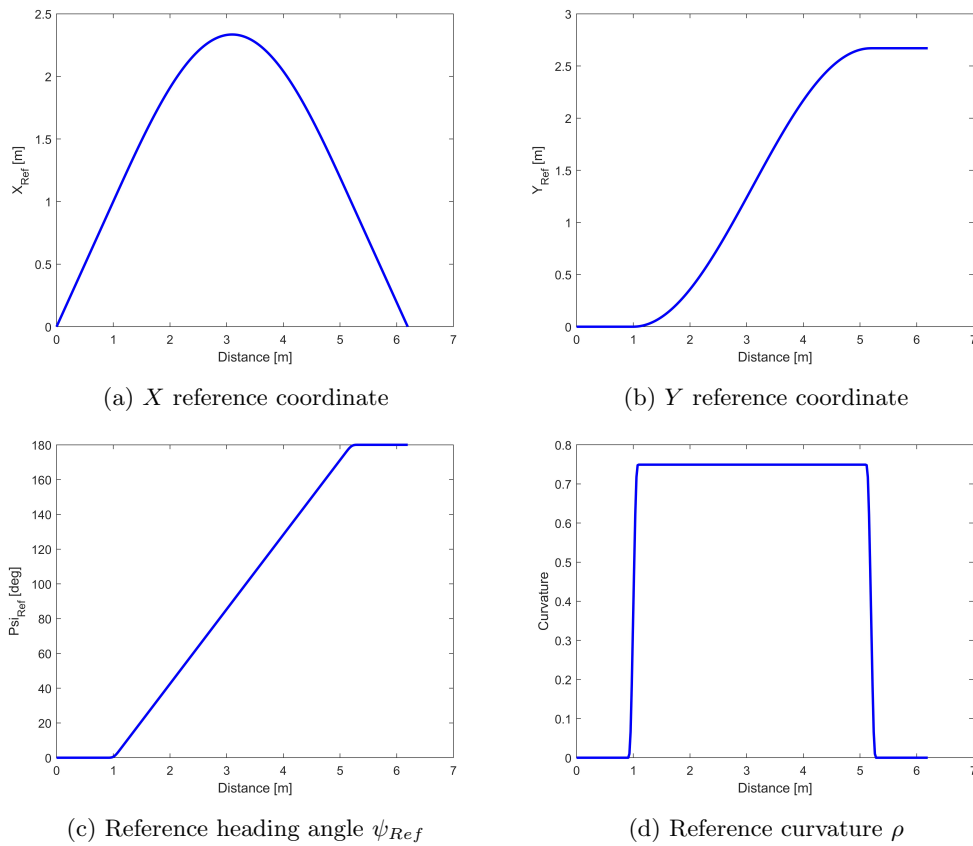 2.5
2
1.5
1
0.5
0
X_Ref [m]
0 1 2 3 4 5 6 7
Distance [m]
(a) X reference coordinate
3
2.5
2
1.5
1
0.5
0
Y_Ref [m]
0 1 2 3 4 5 6 7
Distance [m]
(b) Y reference coordinate
180
160
140
120
100
80
60
40
20
0
Psi_Ref [deg]
0 1 2 3 4 5 6 7
Distance [m]
(c) Reference heading angle ψ_Ref
0.8
0.7
0.6
0.5
0.4
0.3
0.2
0.1
0
Curvature
0 1 2 3 4 5 6 7
Distance [m]
(d) Reference curvature ρ